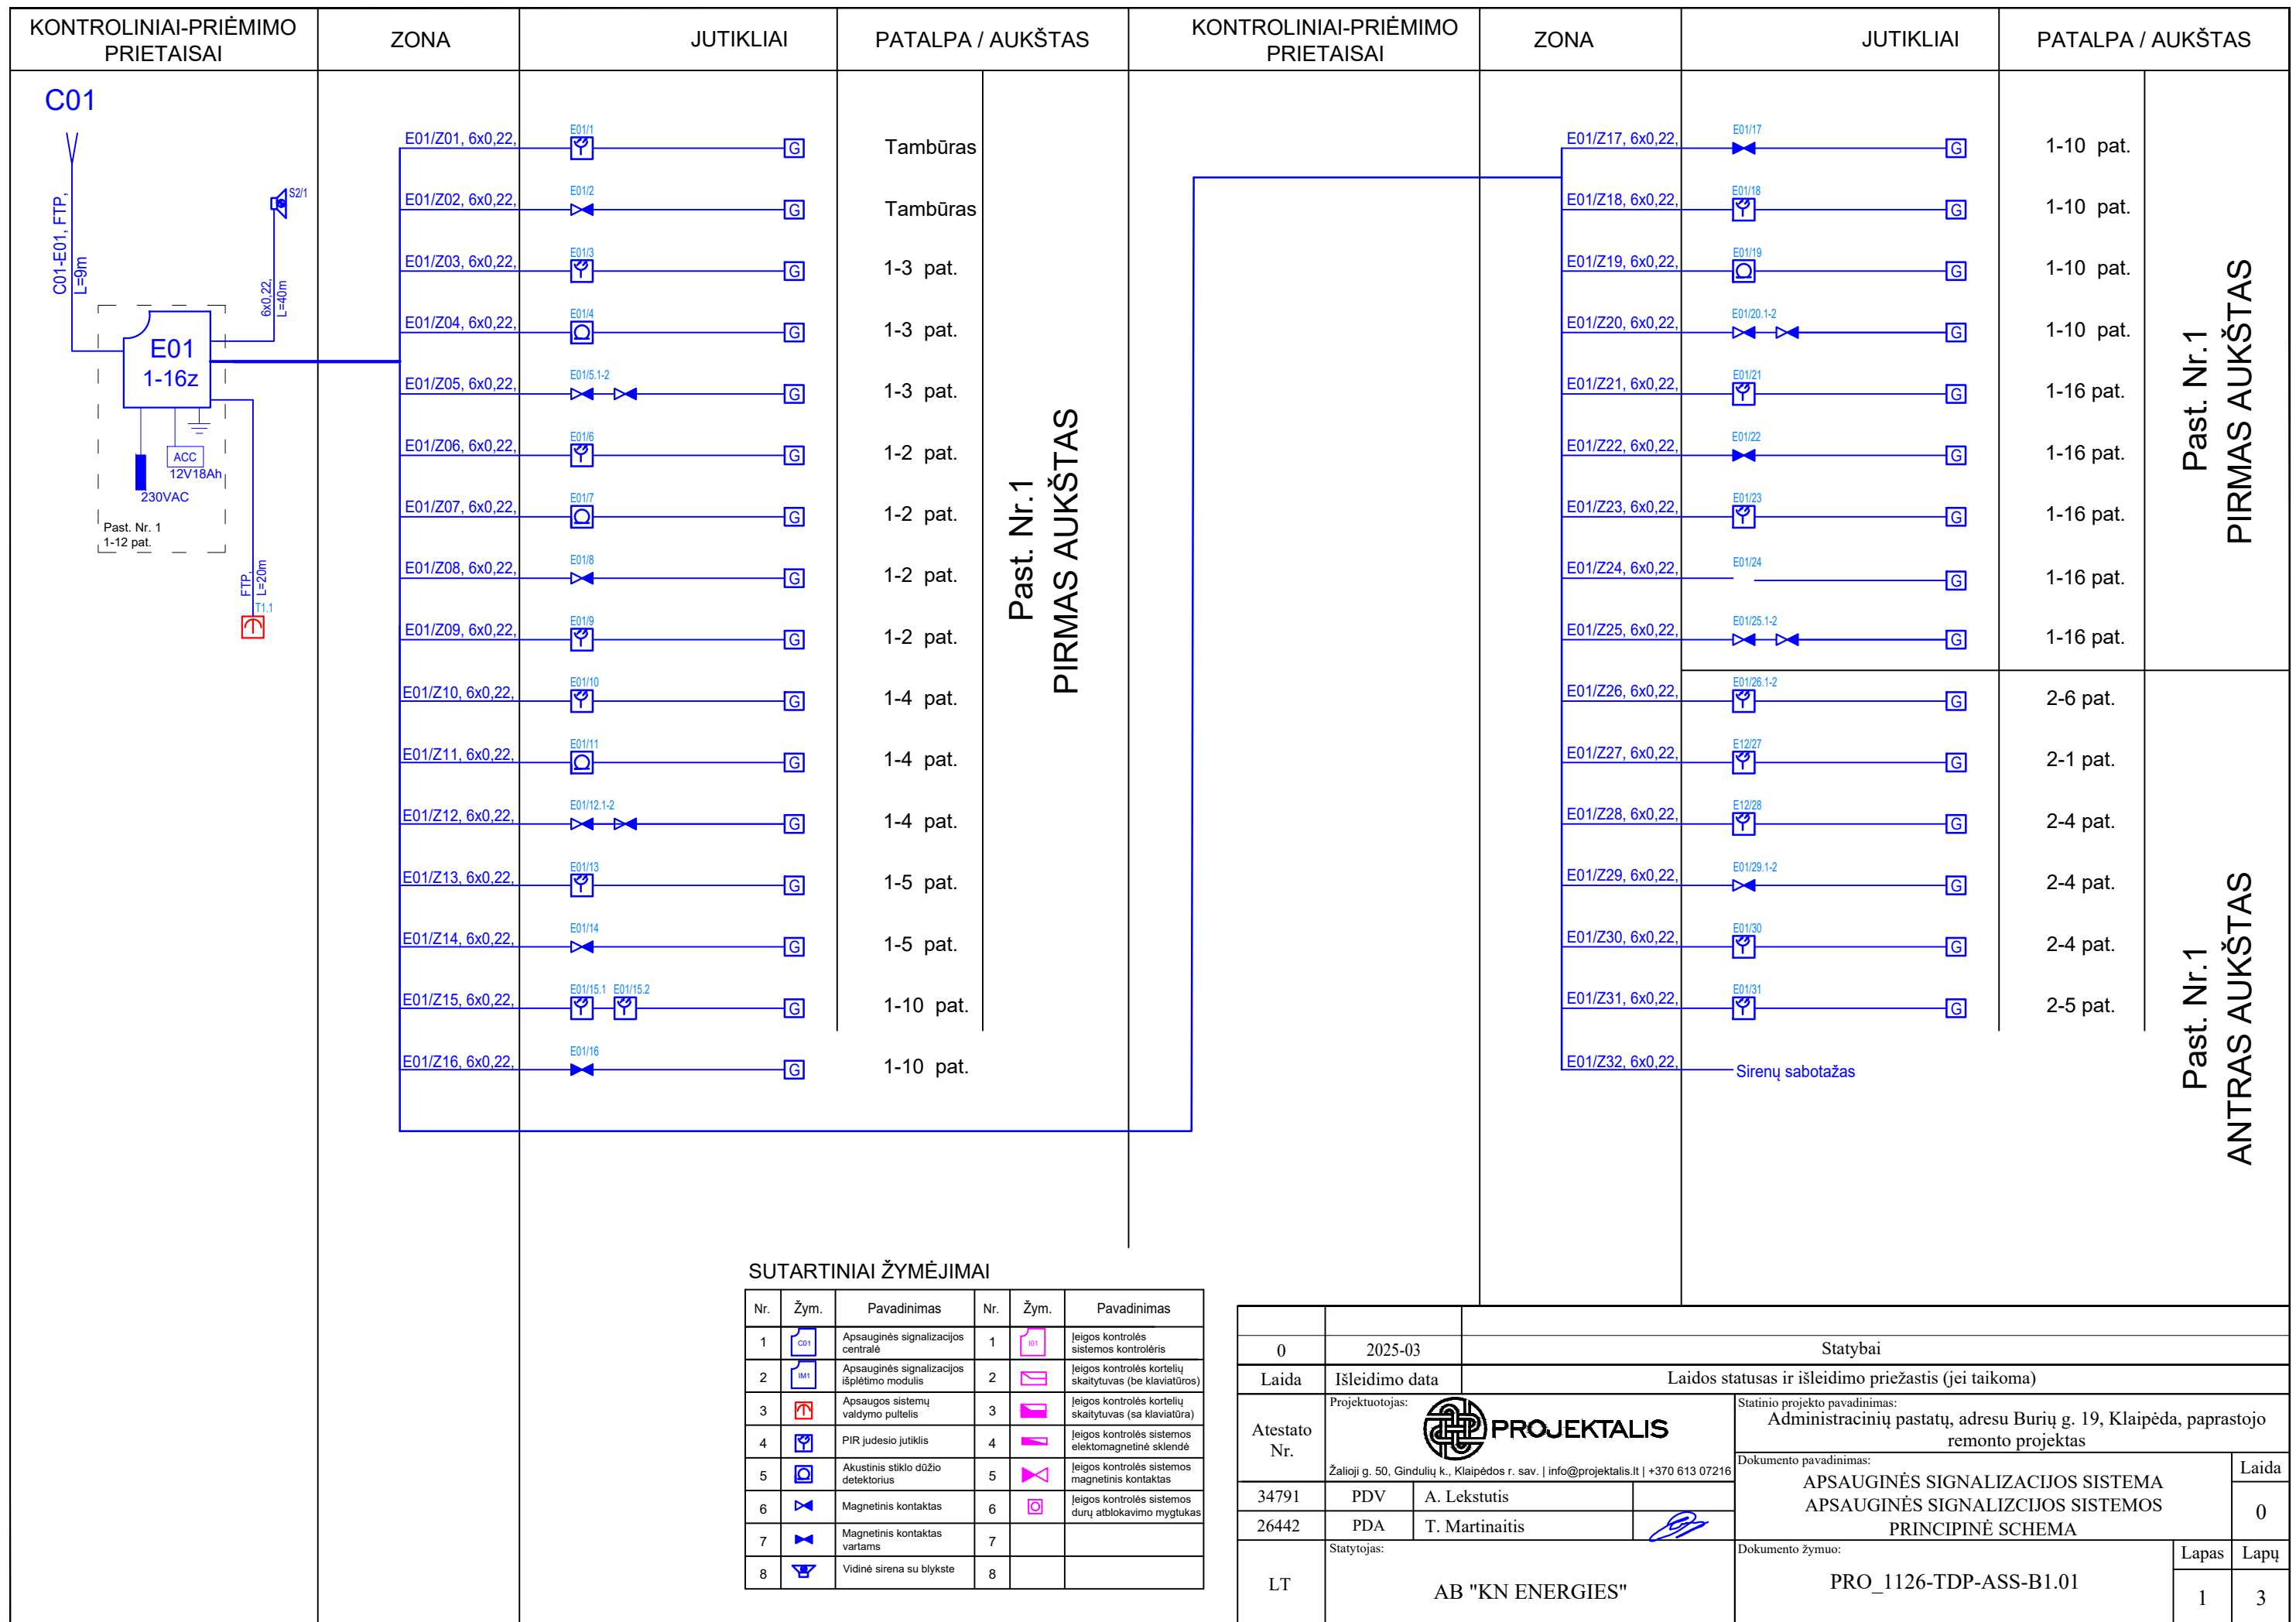 KONTROLINIAI-PRIĖMIMO
PRIETAISAI
ZONA
JUTIKLIAI
PATALPA / AUKŠTAS
KONTROLINIAI-PRIĖMIMO
PRIETAISAI
ZONA
JUTIKLIAI
PATALPA / AUKŠTAS
C01
C01-E01, FTP,
L=9m
S2/1
6x0,22,
L=40m
E01
1-16z
ACC
12V18Ah
230VAC
Past. Nr. 1
1-12 pat.
FTP,
L=20m
T1.1
E01/Z01, 6x0,22, E01/1 G Tambūras
E01/Z02, 6x0,22, E01/2 G Tambūras
E01/Z03, 6x0,22, E01/3 G 1-3 pat.
E01/Z04, 6x0,22, E01/4 G 1-3 pat.
E01/Z05, 6x0,22, E01/5.1-2 G 1-3 pat.
E01/Z06, 6x0,22, E01/6 G 1-2 pat.
E01/Z07, 6x0,22, E01/7 G 1-2 pat.
E01/Z08, 6x0,22, E01/8 G 1-2 pat.
E01/Z09, 6x0,22, E01/9 G 1-2 pat.
E01/Z10, 6x0,22, E01/10 G 1-4 pat.
E01/Z11, 6x0,22, E01/11 G 1-4 pat.
E01/Z12, 6x0,22, E01/12.1-2 G 1-4 pat.
E01/Z13, 6x0,22, E01/13 G 1-5 pat.
E01/Z14, 6x0,22, E01/14 G 1-5 pat.
E01/Z15, 6x0,22, E01/15.1 E01/15.2 G 1-10 pat.
E01/Z16, 6x0,22, E01/16 G 1-10 pat.
Past. Nr.1
PIRMAS AUKŠTAS
E01/Z17, 6x0,22, E01/17 G 1-10 pat.
E01/Z18, 6x0,22, E01/18 G 1-10 pat.
E01/Z19, 6x0,22, E01/19 G 1-10 pat.
E01/Z20, 6x0,22, E01/20.1-2 G 1-10 pat.
E01/Z21, 6x0,22, E01/21 G 1-16 pat.
E01/Z22, 6x0,22, E01/22 G 1-16 pat.
E01/Z23, 6x0,22, E01/23 G 1-16 pat.
E01/Z24, 6x0,22, E01/24 G 1-16 pat.
E01/Z25, 6x0,22, E01/25.1-2 G 1-16 pat.
Past. Nr.1
PIRMAS AUKŠTAS
E01/Z26, 6x0,22, E01/26.1-2 G 2-6 pat.
E01/Z27, 6x0,22, E12/27 G 2-1 pat.
E01/Z28, 6x0,22, E12/28 G 2-4 pat.
E01/Z29, 6x0,22, E01/29.1-2 G 2-4 pat.
E01/Z30, 6x0,22, E01/30 G 2-4 pat.
E01/Z31, 6x0,22, E01/31 G 2-5 pat.
E01/Z32, 6x0,22, Sirenų sabotažas
Past. Nr.1
ANTRAS AUKŠTAS
SUTARTINIAI ŽYMĖJIMAI
Nr. Žym. Pavadinimas Nr. Žym. Pavadinimas
1 C01 Apsauginės signalizacijos centralė 1 I01 Įeigos kontrolės sistemos kontrolėris
2 IM1 Apsauginės signalizacijos išplėtimo modulis 2 Įeigos kontrolės kortelių skaitytuvas (be klaviatūros)
3 Apsaugos sistemų valdymo pultelis 3 Įeigos kontrolės kortelių skaitytuvas (sa klaviatūra)
4 PIR judesio jutiklis 4 Įeigos kontrolės sistemos elektomagnetinė sklendė
5 Akustinis stiklo dūžio detektorius 5 Įeigos kontrolės sistemos magnetinis kontaktas
6 Magnetinis kontaktas 6 Įeigos kontrolės sistemos durų atblokavimo mygtukas
7 Magnetinis kontaktas vartams 7
8 Vidinė sirena su blykste 8
0 2025-03 Statybai
Laida Išleidimo data Laidos statusas ir išleidimo priežastis (jei taikoma)
Atestato
Nr.
Projektuotojas:
PROJEKTALIS
Žalioji g. 50, Gindulių k., Klaipėdos r. sav. | info@projektalis.lt | +370 613 07216
Statinio projekto pavadinimas:
Administracinių pastatų, adresu Burių g. 19, Klaipėda, paprastojo
remonto projektas
34791 PDV A. Lekstutis
26442 PDA T. Martinaitis
Dokumento pavadinimas:
APSAUGINĖS SIGNALIZACIJOS SISTEMA
APSAUGINĖS SIGNALIZCIJOS SISTEMOS
PRINCIPINĖ SCHEMA
Laida
0
LT
Statytojas:
AB "KN ENERGIES"
Dokumento žymuo:
PRO_1126-TDP-ASS-B1.01
Lapas Lapų
1 3